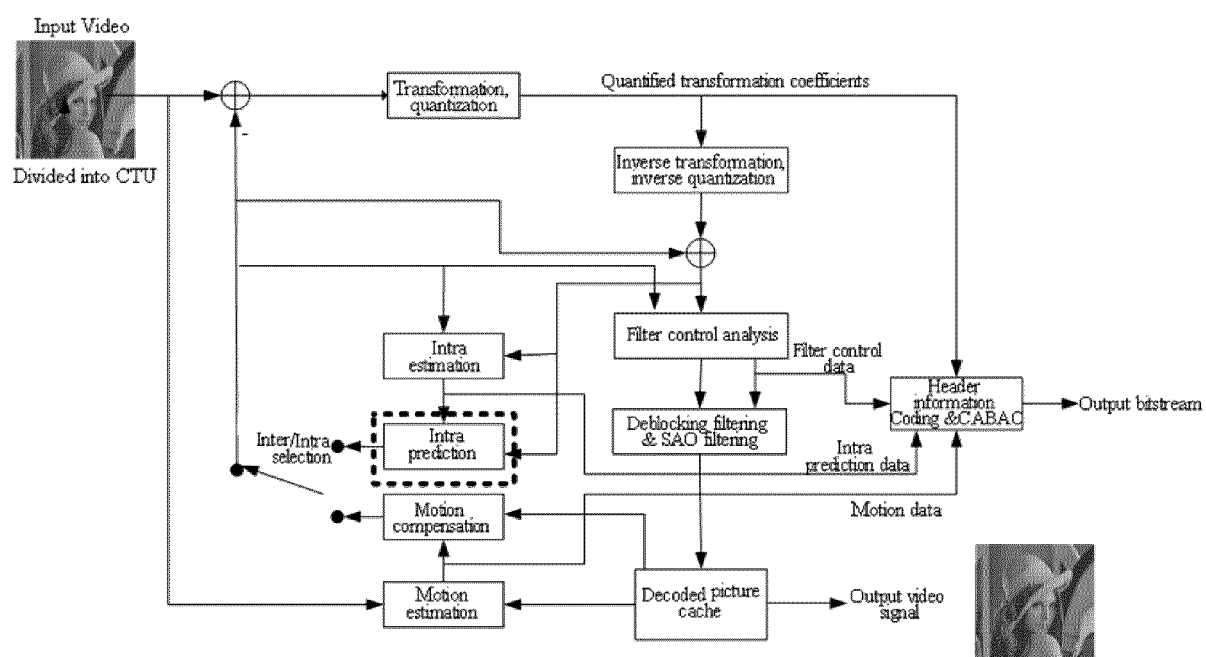 Input Video
Divided into CTU
-
Transformation,
quantization
Quantified transformation coefficients
Inverse transformation,
inverse quantization
Filter control analysis
Intra
estimation
Filter control
data
Header
information
Coding &CABAC
Output bitstream
Deblocking filtering
& SAO filtering
Inter/Intra
selection
Intra
prediction
Intra
prediction data
Motion
compensation
Motion data
Motion
estimation
Decoded picture
cache
Output video
signal